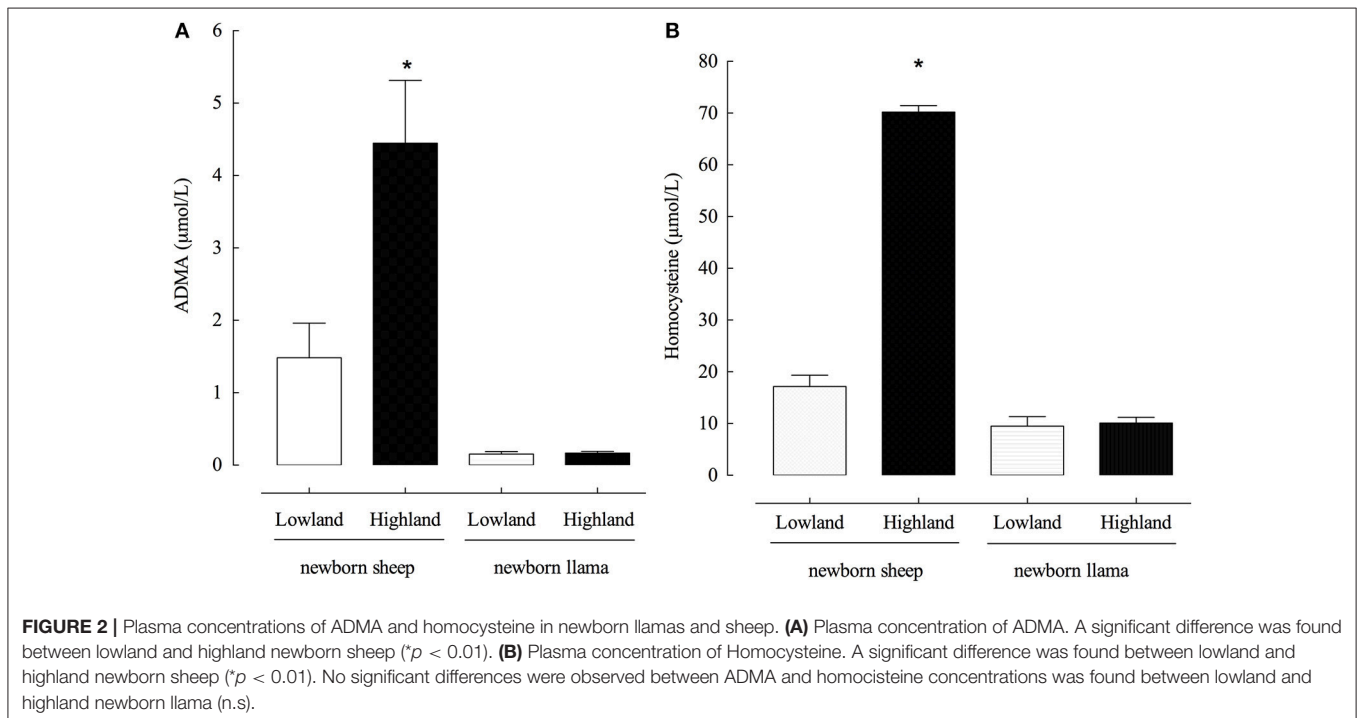 A
6
5
4
3
2
1
0
ADMA (µmol/L)
*
Lowland Highland Lowland Highland
newborn sheep newborn llama
B
80
70
60
50
40
30
20
10
0
Homocysteine (µmol/L)
*
Lowland Highland Lowland Highland
newborn sheep newborn llama
FIGURE 2 | Plasma concentrations of ADMA and homocysteine in newborn llamas and sheep. (A) Plasma concentration of ADMA. A significant difference was found
between lowland and highland newborn sheep (*p < 0.01). (B) Plasma concentration of Homocysteine. A significant difference was found between lowland and
highland newborn sheep (*p < 0.01). No significant differences were observed between ADMA and homocisteine concentrations was found between lowland and
highland newborn llama (n.s).